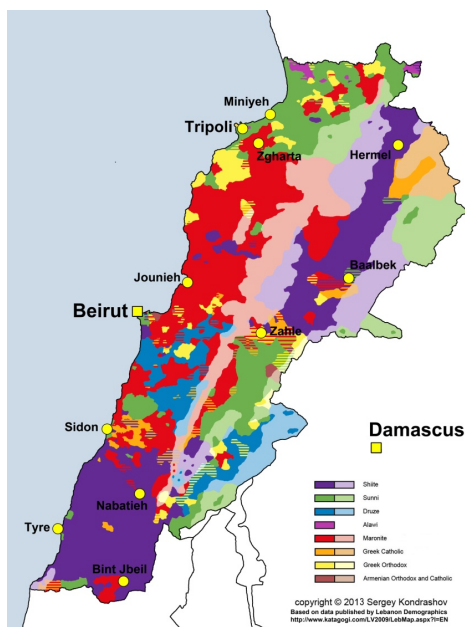 Miniyeh
Tripoli
Zgharta
Hermel
Baalbek
Jounieh
Beirut
Zahle
Sidon
Damascus
Nabatieh
Tyre
Bint Jbeil
Shiite
Sunni
Druze
Alawi
Maronite
Greek Catholic
Greek Orthodox
Armenian Orthodox and Catholic
copyright © 2013 Sergey Kondrashov
Based on data published by Lebanon Demographics
http://www.katagogi.com/LV2009/LebMap.aspx?l=EN